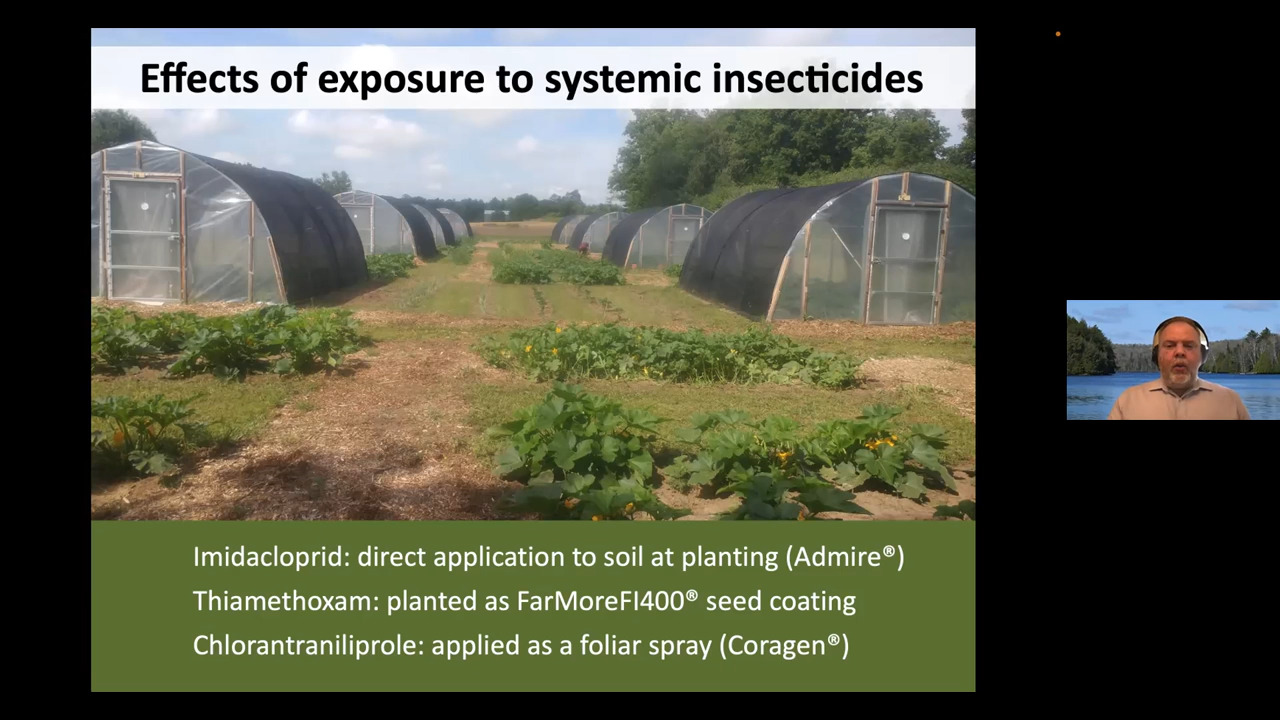 Effects of exposure to systemic insecticides
Imidacloprid: direct application to soil at planting (Admire®)
Thiamethoxam: planted as FarMoreFI400® seed coating
Chlorantraniliprole: applied as a foliar spray (Coragen®)